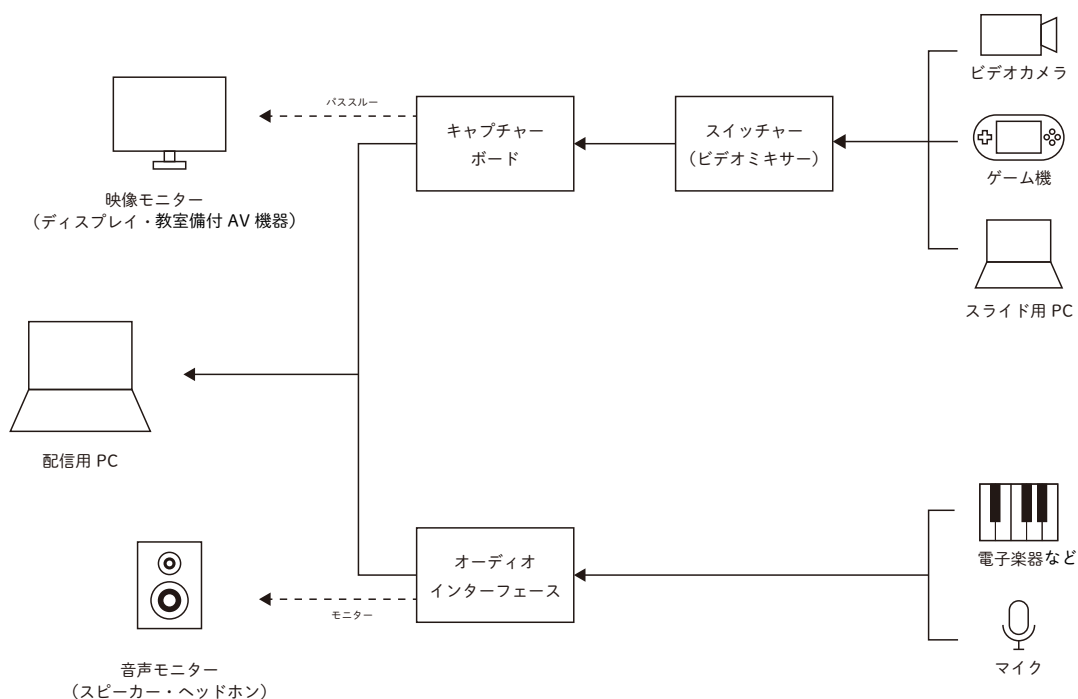 ビデオカメラ
パススルー
キャプチャー
ボード
スイッチャー
（ビデオミキサー）
ゲーム機
映像モニター
（ディスプレイ・教室備付 AV 機器）
スライド用 PC
配信用 PC
オーディオ
インターフェース
電子楽器など
モニター
マイク
音声モニター
（スピーカー・ヘッドホン）